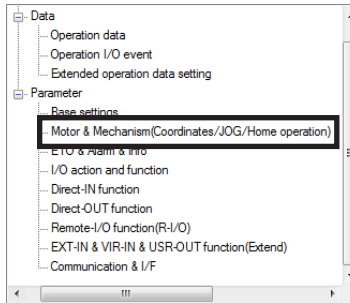 Data
Operation data
Operation I/O event
Extended operation data setting
Parameter
Base settings
Motor & Mechanism(Coordinates/JOG/Home operation)
ETO & Alarm & Info
I/O action and function
Direct-IN function
Direct-OUT function
Remote-I/O function(R-I/O)
EXT-IN & VIR-IN & USR-OUT function(Extend)
Communication & I/F